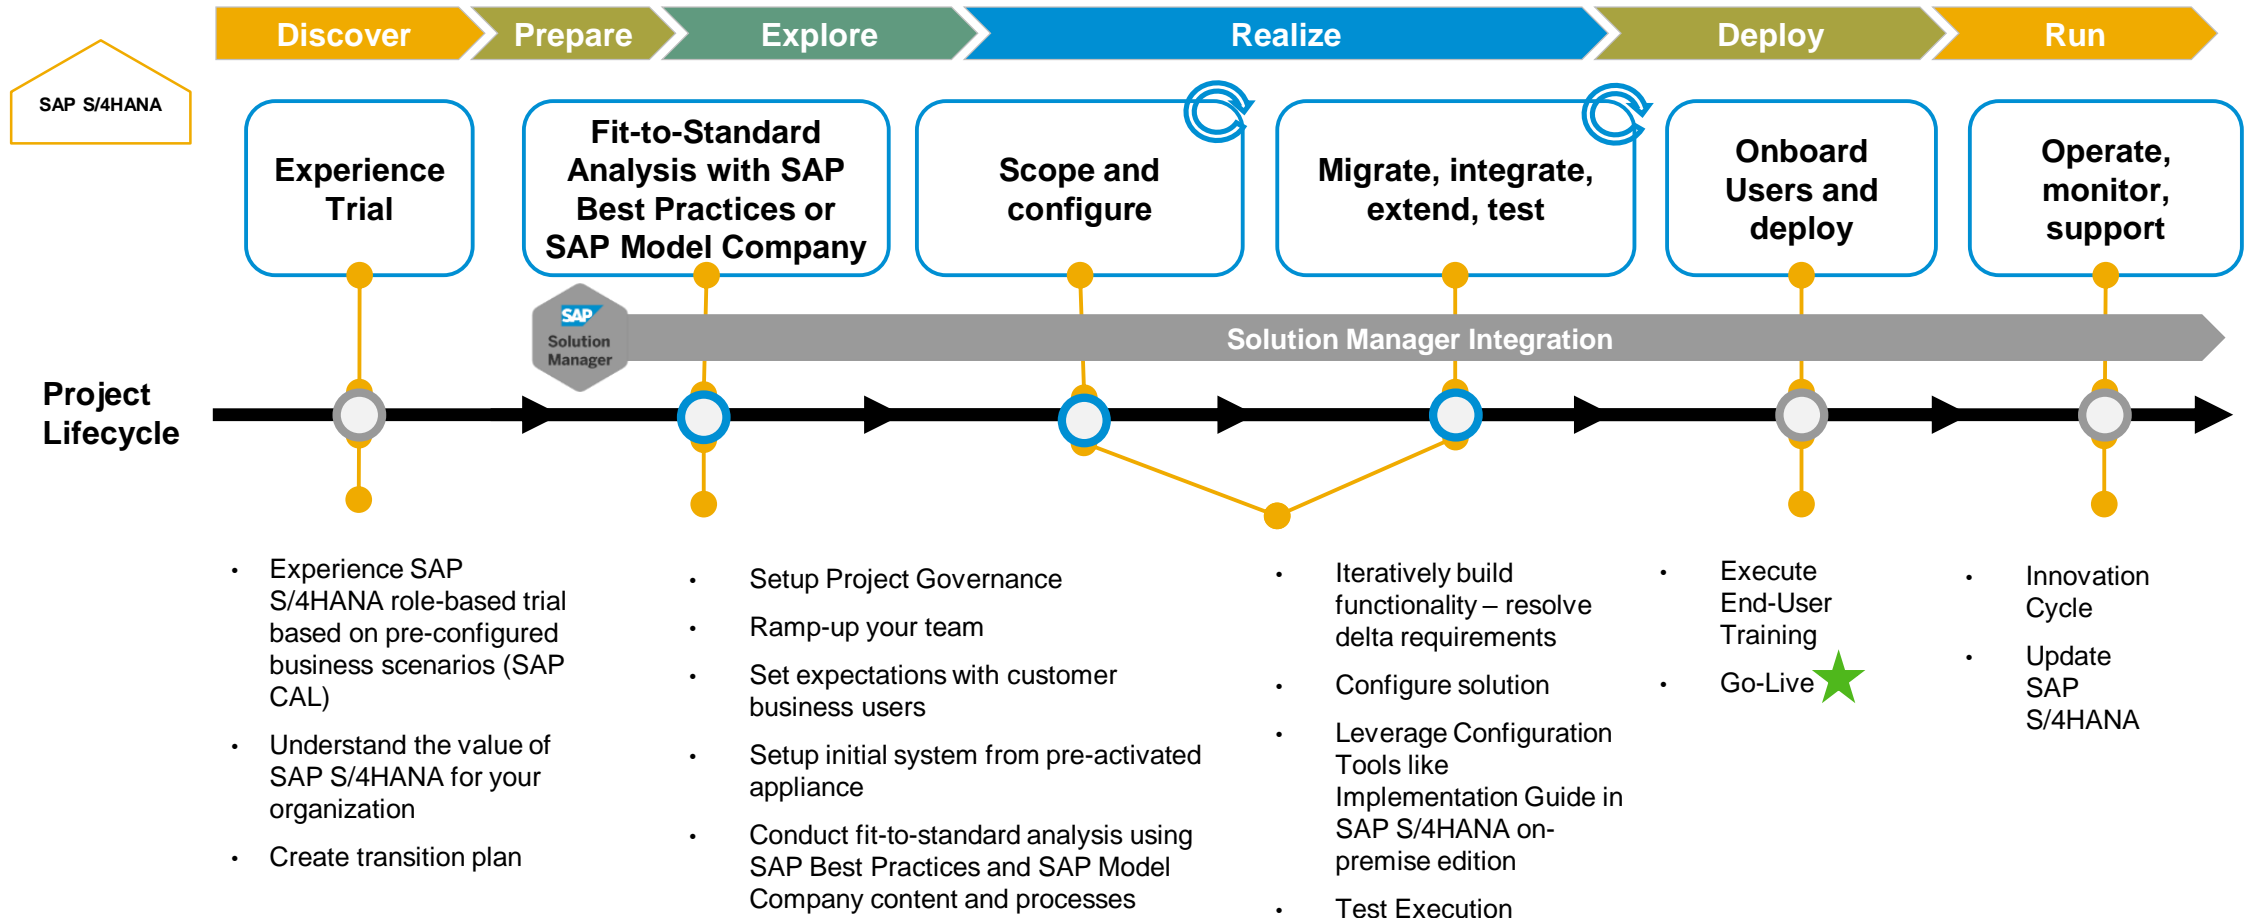 Discover
Prepare
Explore
Realize
Deploy
Run
SAP S/4HANA
Experience
Trial
Fit-to-Standard
Analysis with SAP
Best Practices or
SAP Model Company
Scope and
configure
Migrate, integrate,
extend, test
Onboard
Users and
deploy
Operate,
monitor,
support
SAP
Solution
Manager
Solution Manager Integration
Project
Lifecycle
• Experience SAP
S/4HANA role-based trial
based on pre-configured
business scenarios (SAP
CAL)
• Understand the value of
SAP S/4HANA for your
organization
• Create transition plan
• Setup Project Governance
• Ramp-up your team
• Set expectations with customer
business users
• Setup initial system from pre-activated
appliance
• Conduct fit-to-standard analysis using
SAP Best Practices and SAP Model
Company content and processes
• Iteratively build
functionality – resolve
delta requirements
• Configure solution
• Leverage Configuration
Tools like
Implementation Guide in
SAP S/4HANA on-
premise edition
• Test Execution
• Execute
End-User
Training
• Go-Live
• Innovation
Cycle
• Update
SAP
S/4HANA